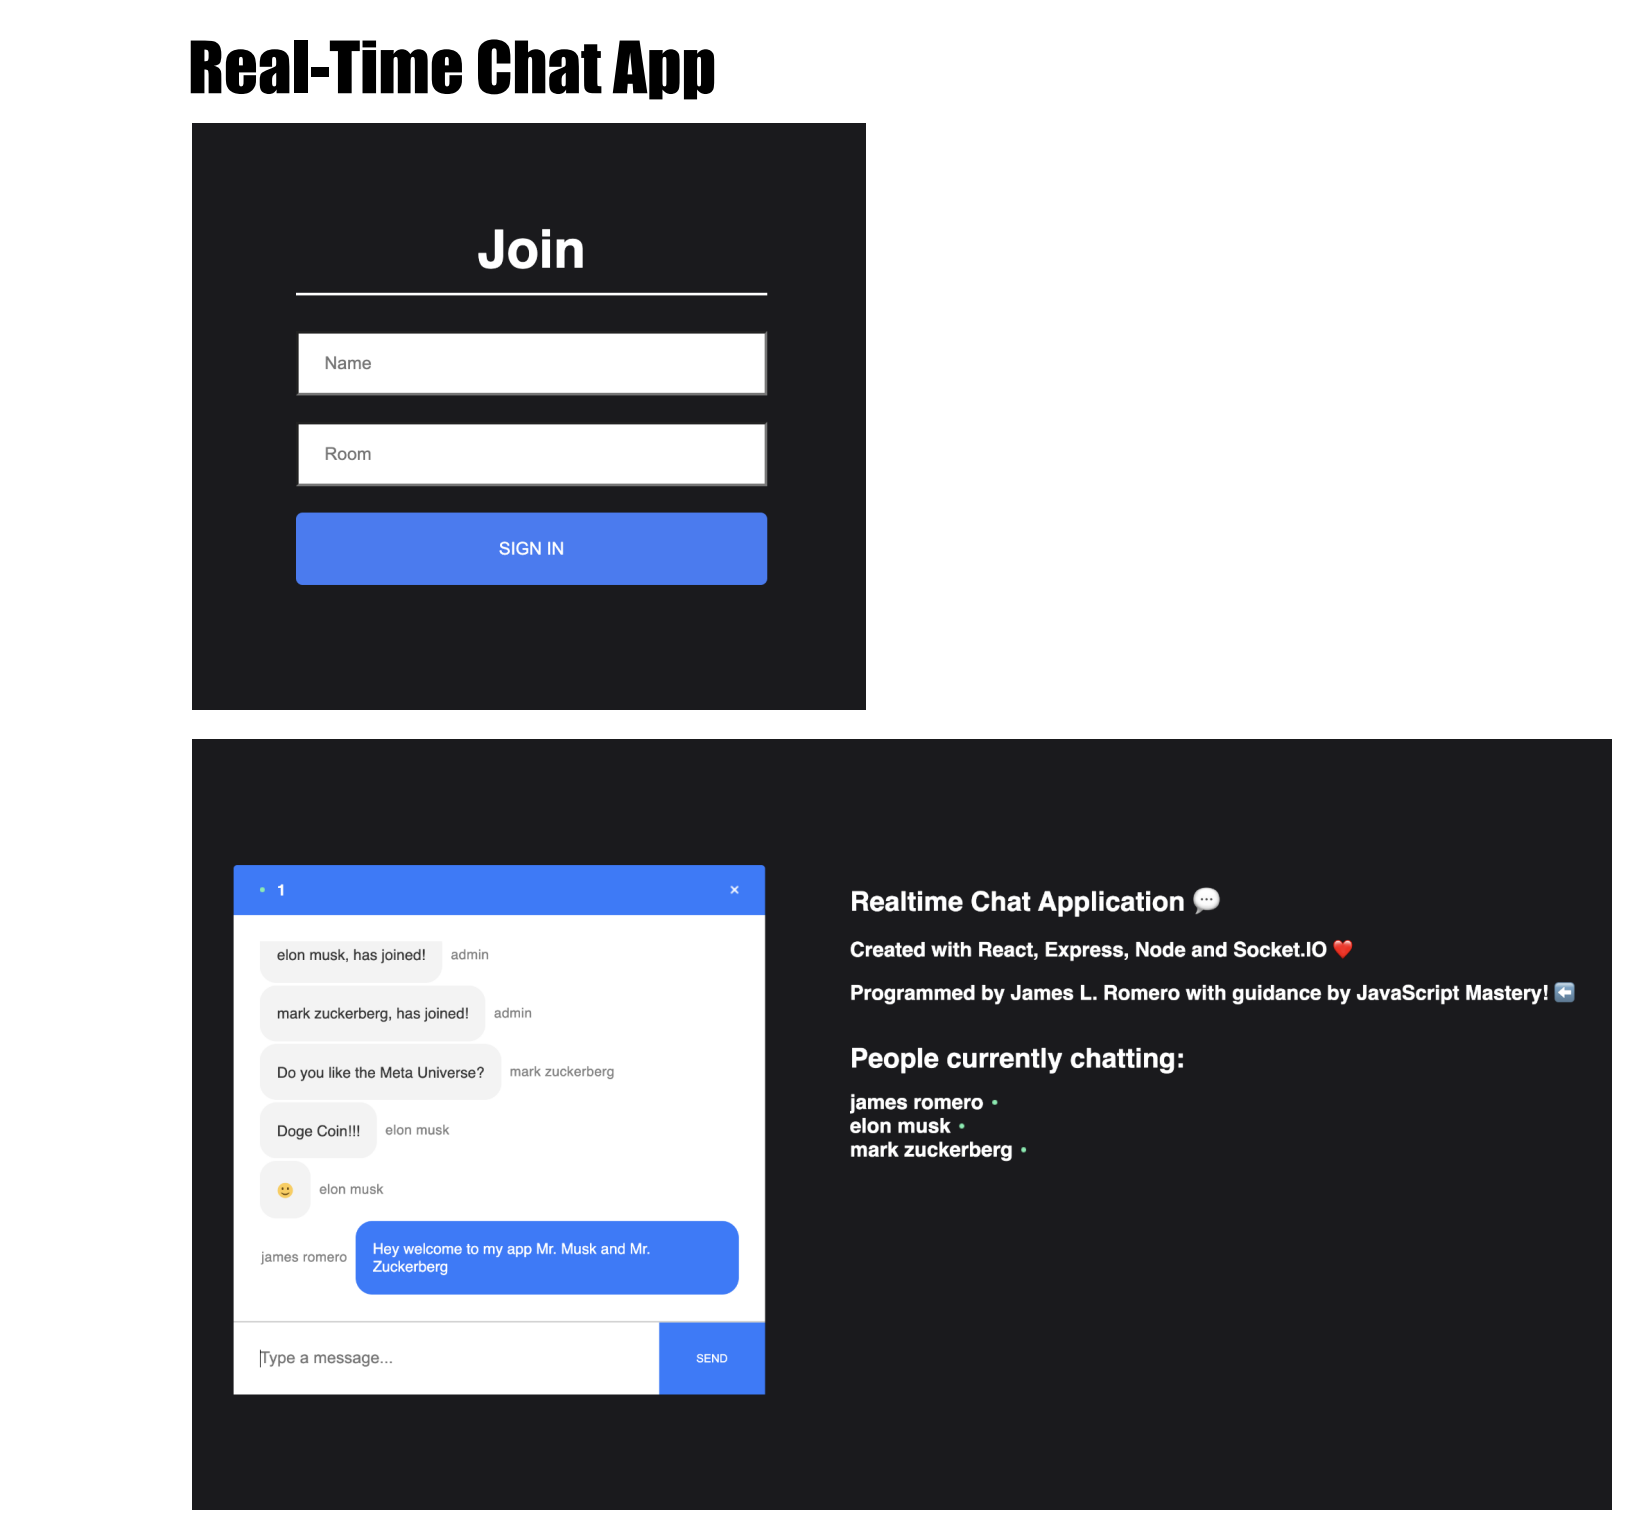 Real-Time Chat App
Join
Name
Room
SIGN IN
1
×
elon musk, has joined! admin
mark zuckerberg, has joined! admin
Do you like the Meta Universe? mark zuckerberg
Doge Coin!!! elon musk
🙂 elon musk
james romero
Hey welcome to my app Mr. Musk and Mr.
Zuckerberg
Type a message...
SEND
Realtime Chat Application 💬
Created with React, Express, Node and Socket.IO ❤️
Programmed by James L. Romero with guidance by JavaScript Mastery! ⬅️
People currently chatting:
james romero
elon musk
mark zuckerberg